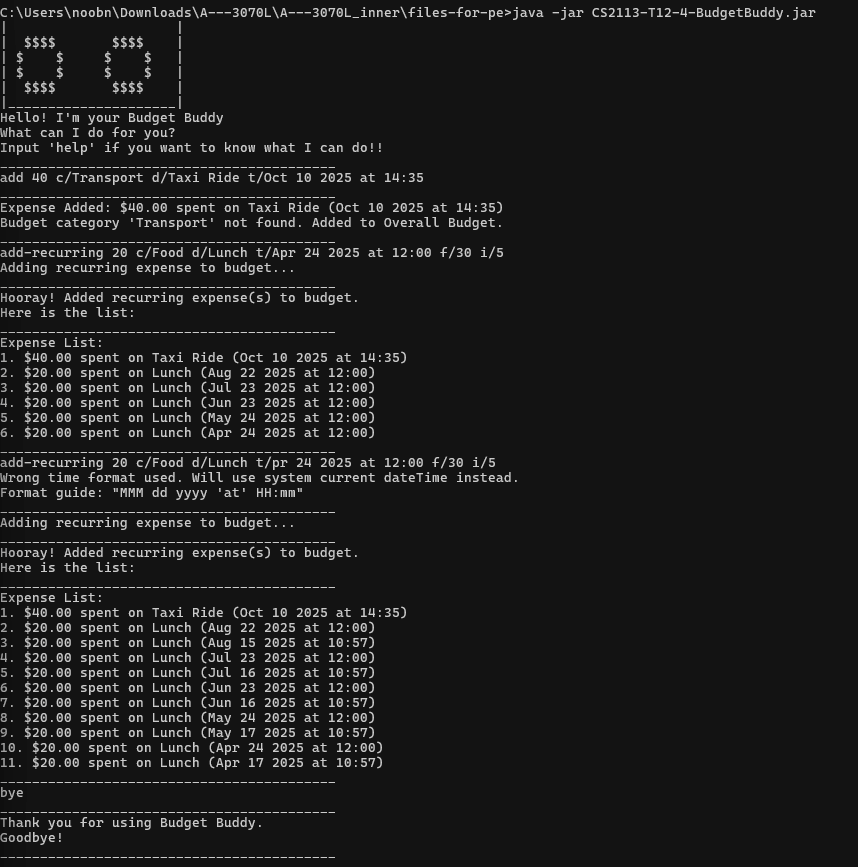 C:\Users\noobn\Downloads\A---3070L\A---3070L_inner\files-for-pe>java -jar CS2113-T12-4-BudgetBuddy.jar
|                     |
|  $$$$       $$$$    |
| $    $     $    $   |
| $    $     $    $   |
|  $$$$       $$$$    |
|_____________________|
Hello! I'm your Budget Buddy
What can I do for you?
Input 'help' if you want to know what I can do!!
__________________________________________
add 40 c/Transport d/Taxi Ride t/Oct 10 2025 at 14:35
__________________________________________
Expense Added: $40.00 spent on Taxi Ride (Oct 10 2025 at 14:35)
Budget category 'Transport' not found. Added to Overall Budget.
__________________________________________
add-recurring 20 c/Food d/Lunch t/Apr 24 2025 at 12:00 f/30 i/5
Adding recurring expense to budget...
__________________________________________
Hooray! Added recurring expense(s) to budget.
Here is the list:
__________________________________________
Expense List:
1. $40.00 spent on Taxi Ride (Oct 10 2025 at 14:35)
2. $20.00 spent on Lunch (Aug 22 2025 at 12:00)
3. $20.00 spent on Lunch (Jul 23 2025 at 12:00)
4. $20.00 spent on Lunch (Jun 23 2025 at 12:00)
5. $20.00 spent on Lunch (May 24 2025 at 12:00)
6. $20.00 spent on Lunch (Apr 24 2025 at 12:00)
__________________________________________
add-recurring 20 c/Food d/Lunch t/pr 24 2025 at 12:00 f/30 i/5
Wrong time format used. Will use system current dateTime instead.
Format guide: "MMM dd yyyy 'at' HH:mm"
__________________________________________
Adding recurring expense to budget...
__________________________________________
Hooray! Added recurring expense(s) to budget.
Here is the list:
__________________________________________
Expense List:
1. $40.00 spent on Taxi Ride (Oct 10 2025 at 14:35)
2. $20.00 spent on Lunch (Aug 22 2025 at 12:00)
3. $20.00 spent on Lunch (Aug 15 2025 at 10:57)
4. $20.00 spent on Lunch (Jul 23 2025 at 12:00)
5. $20.00 spent on Lunch (Jul 16 2025 at 10:57)
6. $20.00 spent on Lunch (Jun 23 2025 at 12:00)
7. $20.00 spent on Lunch (Jun 16 2025 at 10:57)
8. $20.00 spent on Lunch (May 24 2025 at 12:00)
9. $20.00 spent on Lunch (May 17 2025 at 10:57)
10. $20.00 spent on Lunch (Apr 24 2025 at 12:00)
11. $20.00 spent on Lunch (Apr 17 2025 at 10:57)
__________________________________________
bye
__________________________________________
Thank you for using Budget Buddy.
Goodbye!
__________________________________________